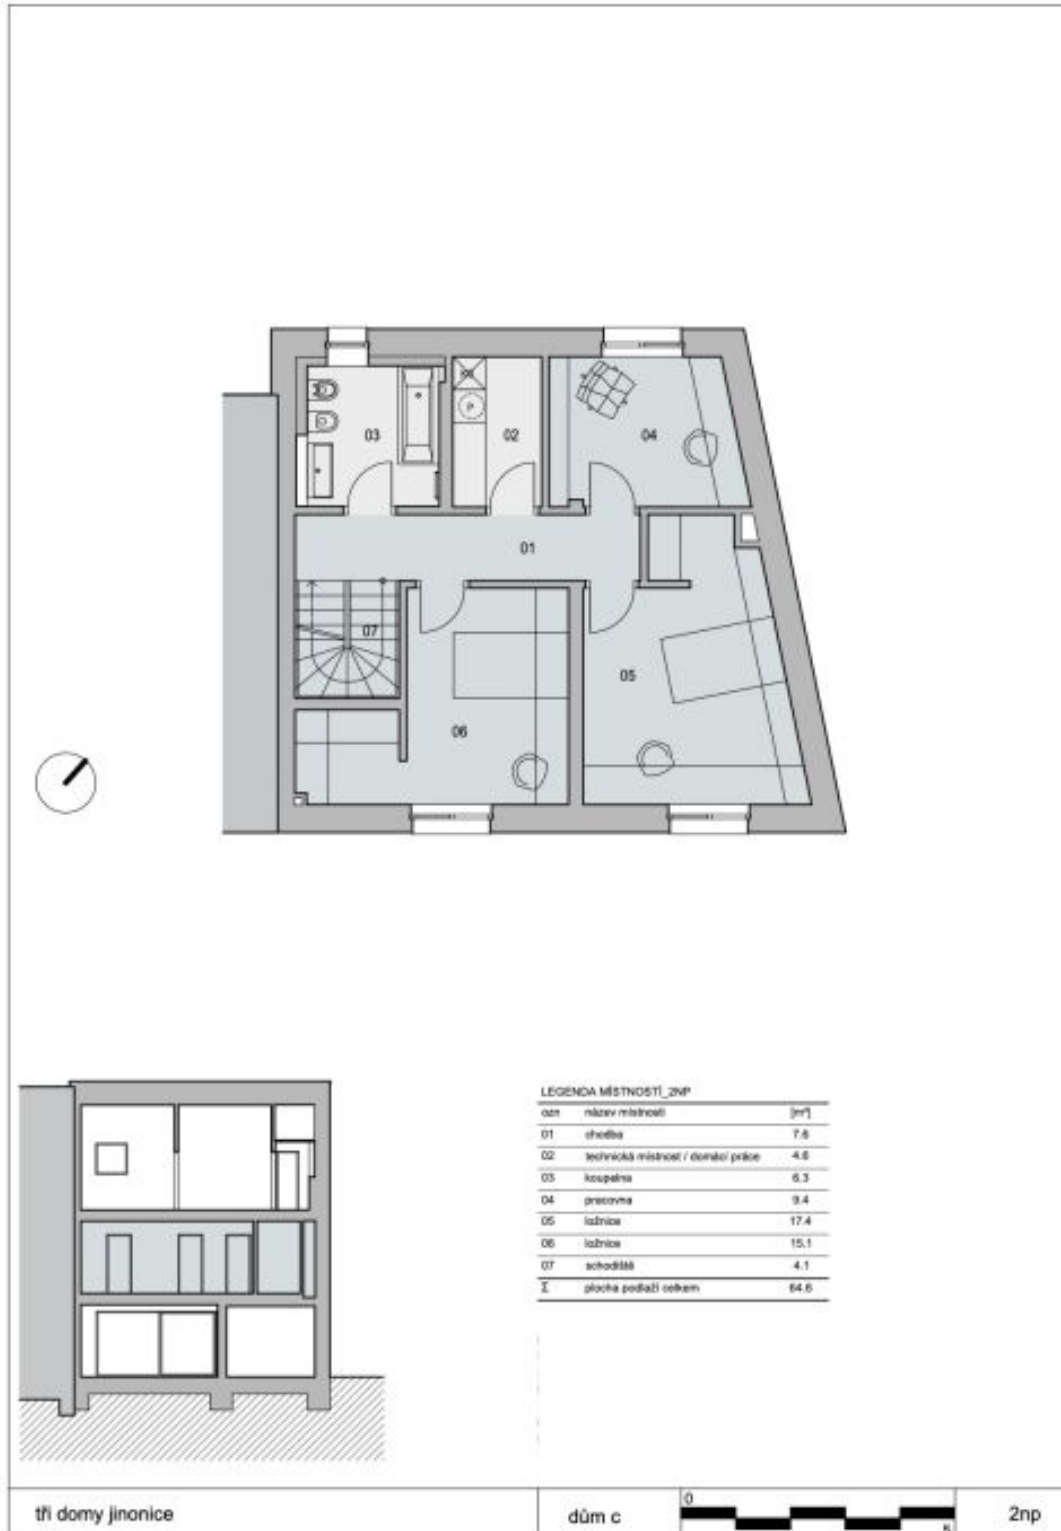 03
02
04
01
07
05
06
P
LEGENDA MÍSTNOSTÍ_2NP
ozn název místnosti [m²]
01 chodba 7.6
02 technická místnost / domácí práce 4.6
03 koupelna 6.3
04 pracovna 9.4
05 ložnice 17.4
06 ložnice 15.1
07 schodiště 4.1
Σ plocha podlaží celkem 64.6
tři domy jinonice
dům c
0
5
2np